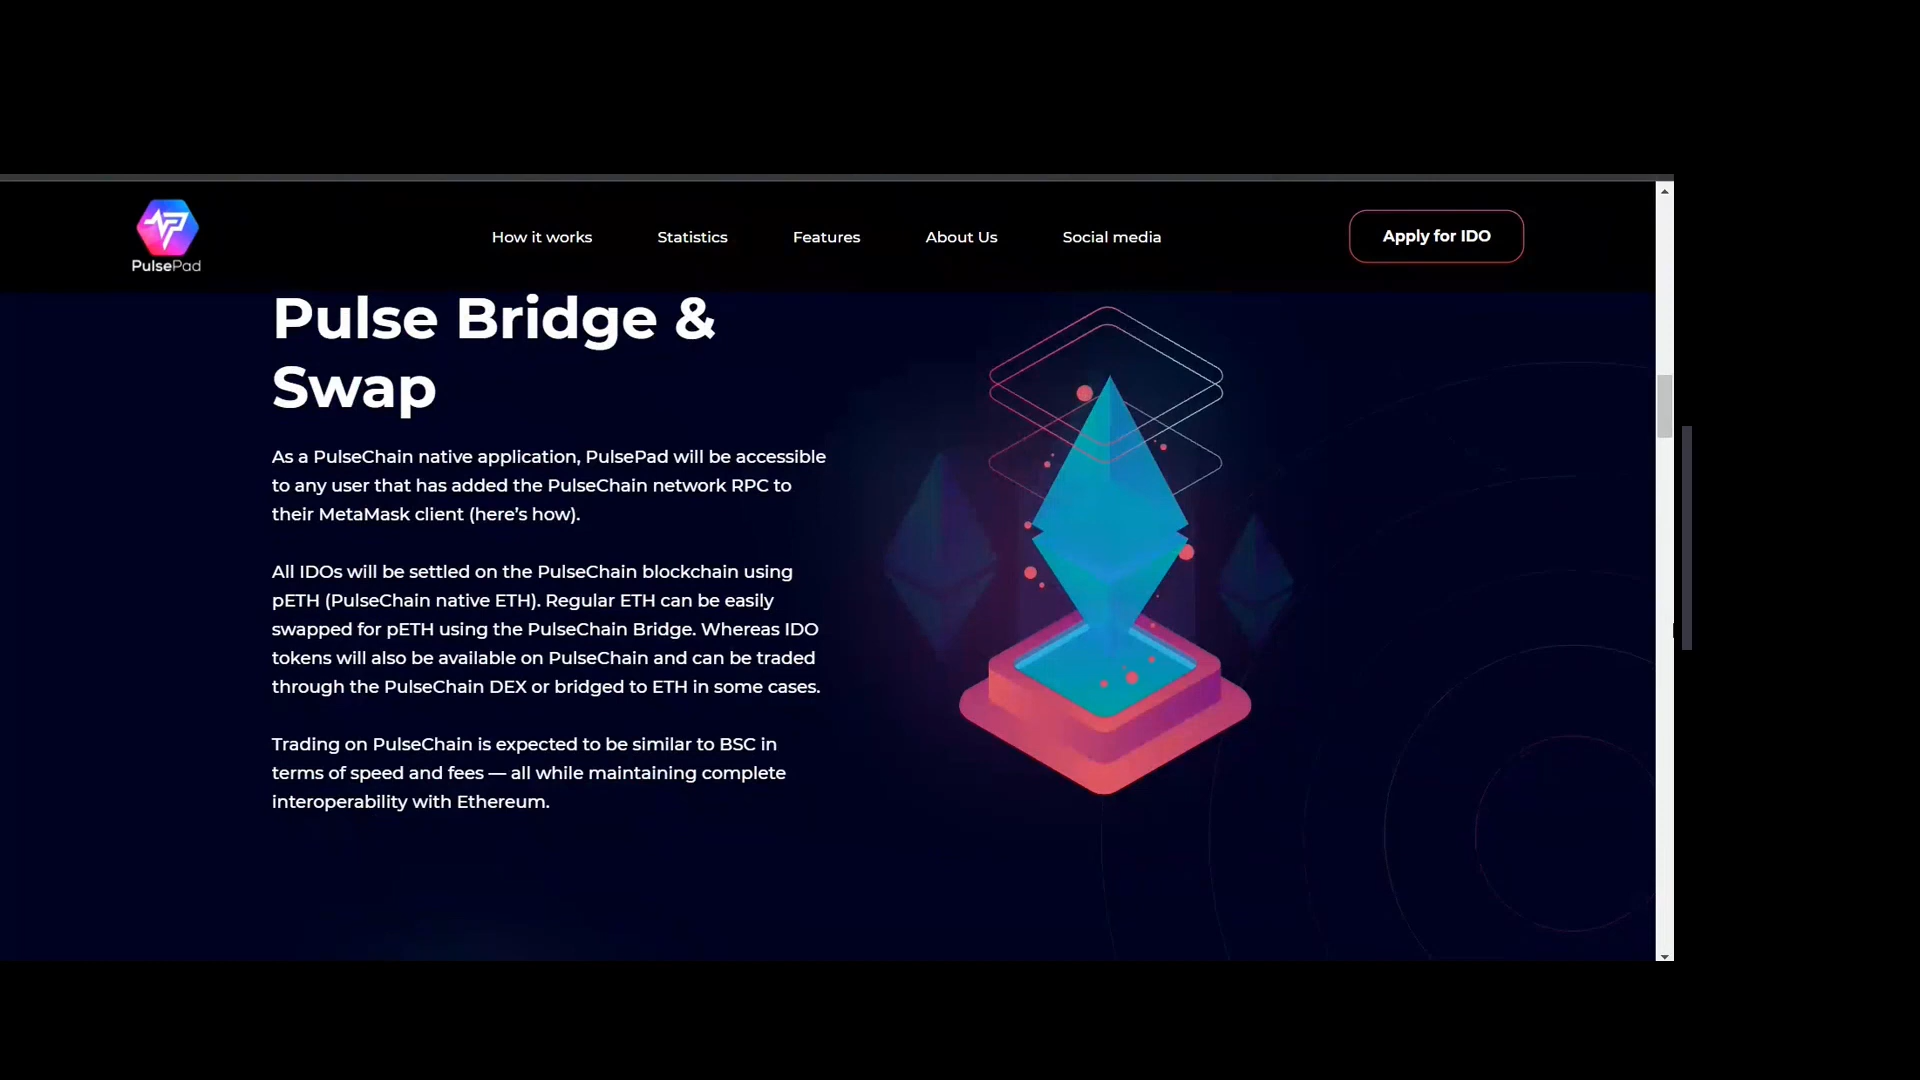 PulsePad
How it works
Statistics
Features
About Us
Social media
Apply for IDO
Pulse Bridge &
Swap
As a PulseChain native application, PulsePad will be accessible
to any user that has added the PulseChain network RPC to
their MetaMask client (here’s how).
All IDOs will be settled on the PulseChain blockchain using
pETH (PulseChain native ETH). Regular ETH can be easily
swapped for pETH using the PulseChain Bridge. Whereas IDO
tokens will also be available on PulseChain and can be traded
through the PulseChain DEX or bridged to ETH in some cases.
Trading on PulseChain is expected to be similar to BSC in
terms of speed and fees — all while maintaining complete
interoperability with Ethereum.